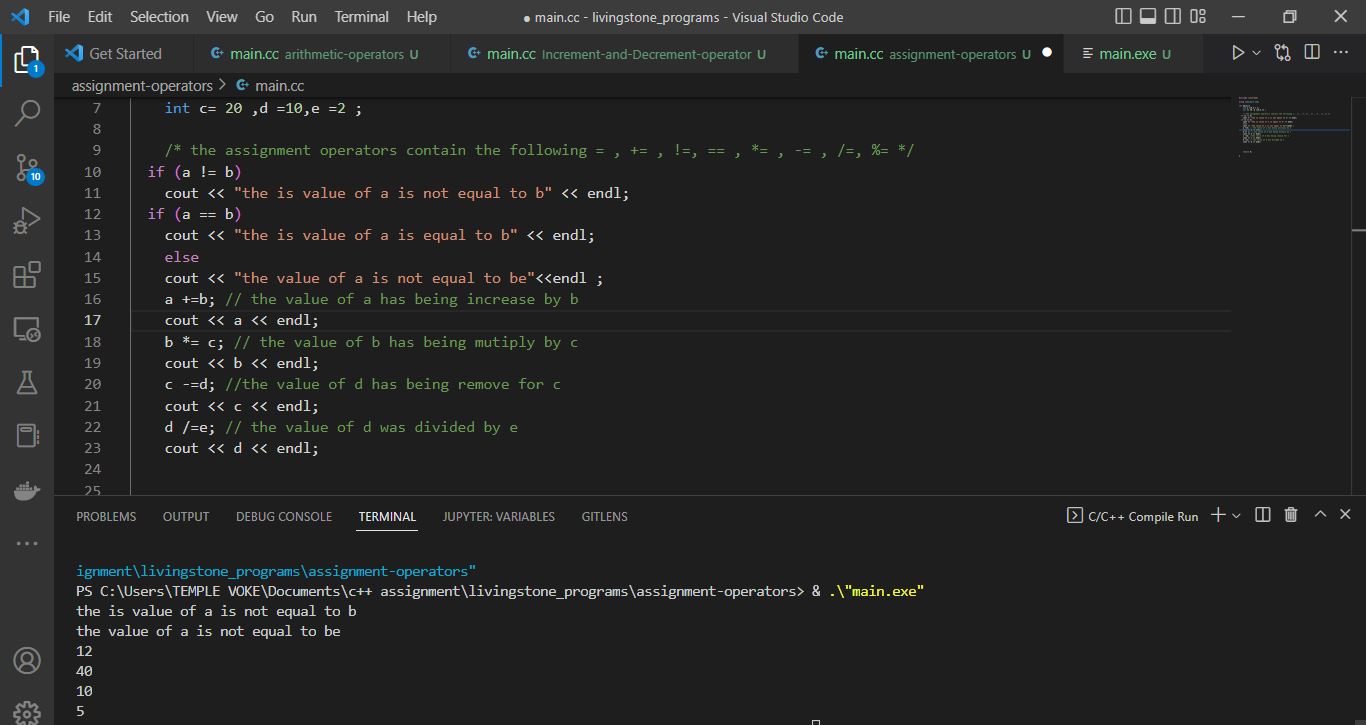 File Edit Selection View Go Run Terminal Help
● main.cc - livingstone_programs - Visual Studio Code
Get Started
main.cc arithmetic-operators U
main.cc Increment-and-Decrement-operator U
main.cc assignment-operators U ●
main.exe U
assignment-operators > main.cc
7 int c= 20 ,d =10,e =2 ;
8
9 /* the assignment operators contain the following = , += , !=, == , *= , -= , /=, %= */
10 if (a != b)
11 cout << "the is value of a is not equal to b" << endl;
12 if (a == b)
13 cout << "the is value of a is equal to b" << endl;
14 else
15 cout << "the value of a is not equal to be"<<endl ;
16 a +=b; // the value of a has being increase by b
17 cout << a << endl;
18 b *= c; // the value of b has being mutiply by c
19 cout << b << endl;
20 c -=d; //the value of d has being remove for c
21 cout << c << endl;
22 d /=e; // the value of d was divided by e
23 cout << d << endl;
24
25
1
10
PROBLEMS OUTPUT DEBUG CONSOLE TERMINAL JUPYTER: VARIABLES GITLENS
C/C++ Compile Run
ignment\livingstone_programs\assignment-operators"
PS C:\Users\TEMPLE VOKE\Documents\c++ assignment\livingstone_programs\assignment-operators> & .\"main.exe"
the is value of a is not equal to b
the value of a is not equal to be
12
40
10
5